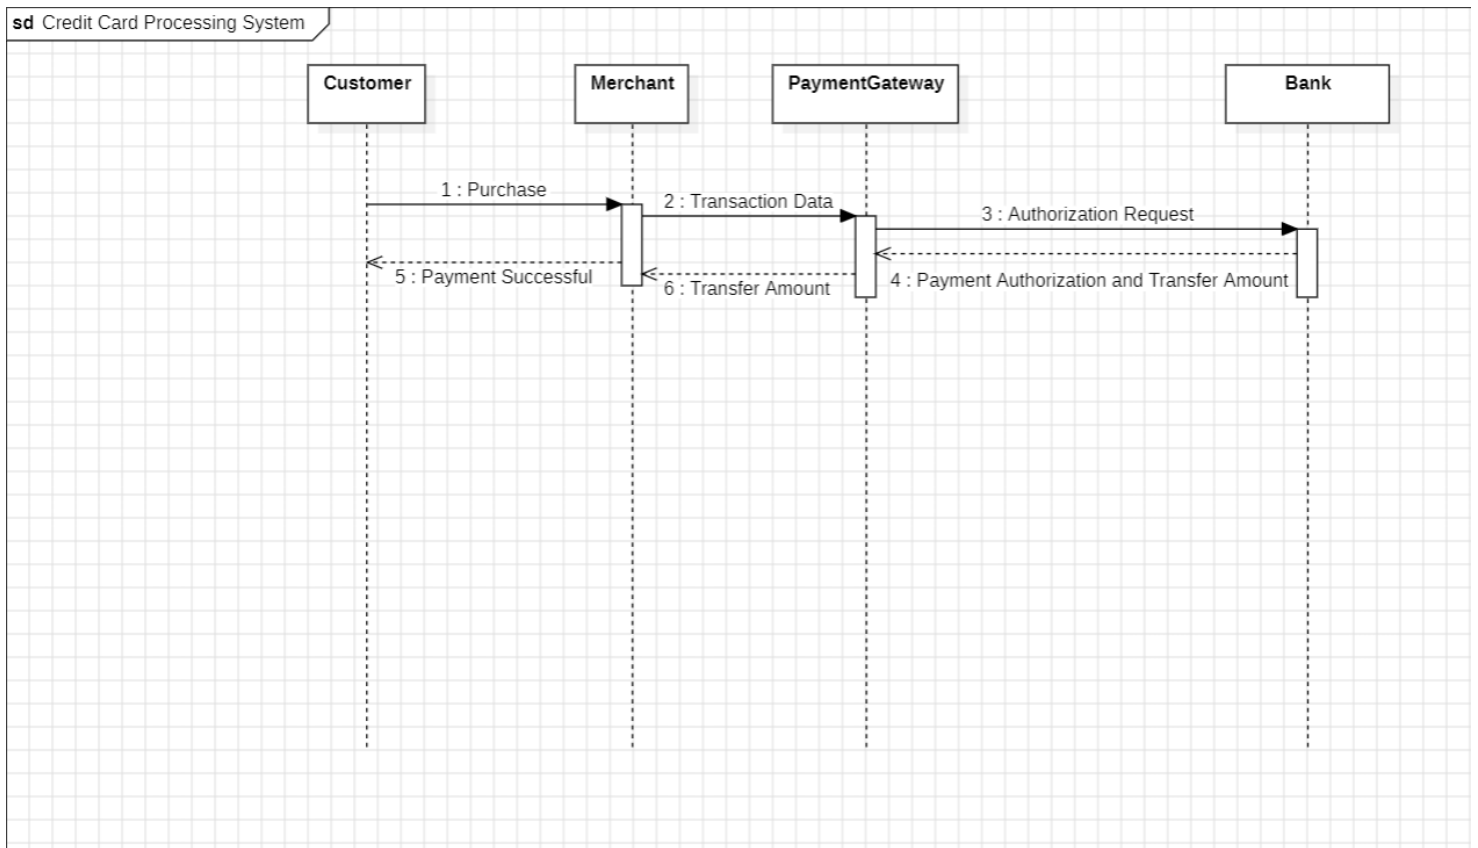 sd Credit Card Processing System
Customer
Merchant
PaymentGateway
Bank
1 : Purchase
2 : Transaction Data
3 : Authorization Request
5 : Payment Successful
6 : Transfer Amount
4 : Payment Authorization and Transfer Amount